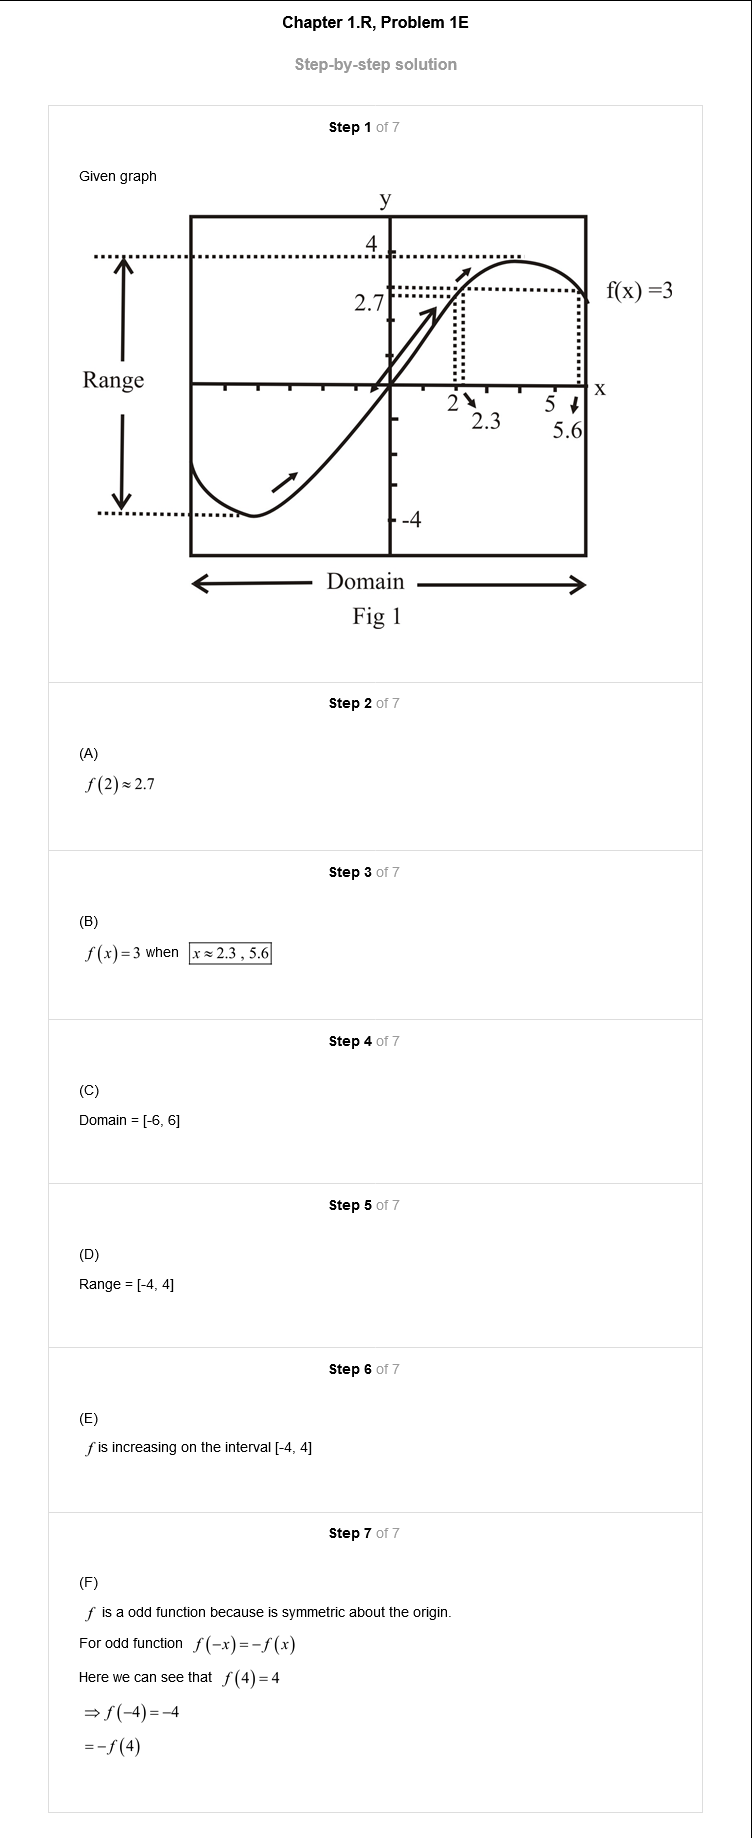 Chapter 1.R, Problem 1E
Step-by-step solution
Step 1 of 7
Given graph
y
4
2.7
f(x) =3
Range
x
2
2.3
5
5.6
-4
Domain
Fig 1
Step 2 of 7
(A)
f(2)≈2.7
Step 3 of 7
(B)
f(x)=3 when x≈2.3 , 5.6
Step 4 of 7
(C)
Domain = [-6, 6]
Step 5 of 7
(D)
Range = [-4, 4]
Step 6 of 7
(E)
f is increasing on the interval [-4, 4]
Step 7 of 7
(F)
f is a odd function because is symmetric about the origin.
For odd function f(−x)=−f(x)
Here we can see that f(4)=4
⇒f(−4)=−4
=−f(4)